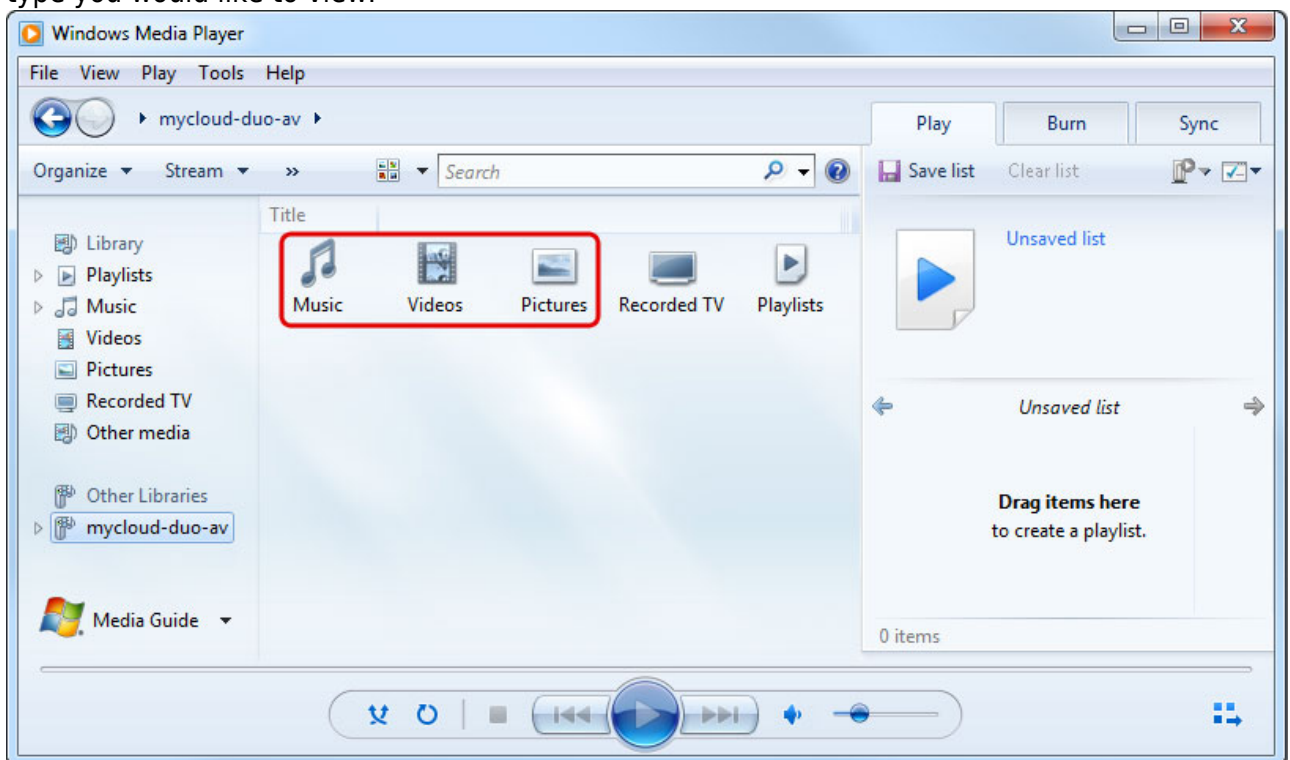 type you would like to view.
Windows Media Player
File View Play Tools Help
mycloud-duo-av
Play Burn Sync
Organize Stream » Search
Save list Clear list
Title
Library
Playlists
Music
Videos
Pictures
Recorded TV
Other media
Other Libraries
mycloud-duo-av
Media Guide
Music Videos Pictures Recorded TV Playlists
Unsaved list
Unsaved list
Drag items here
to create a playlist.
0 items